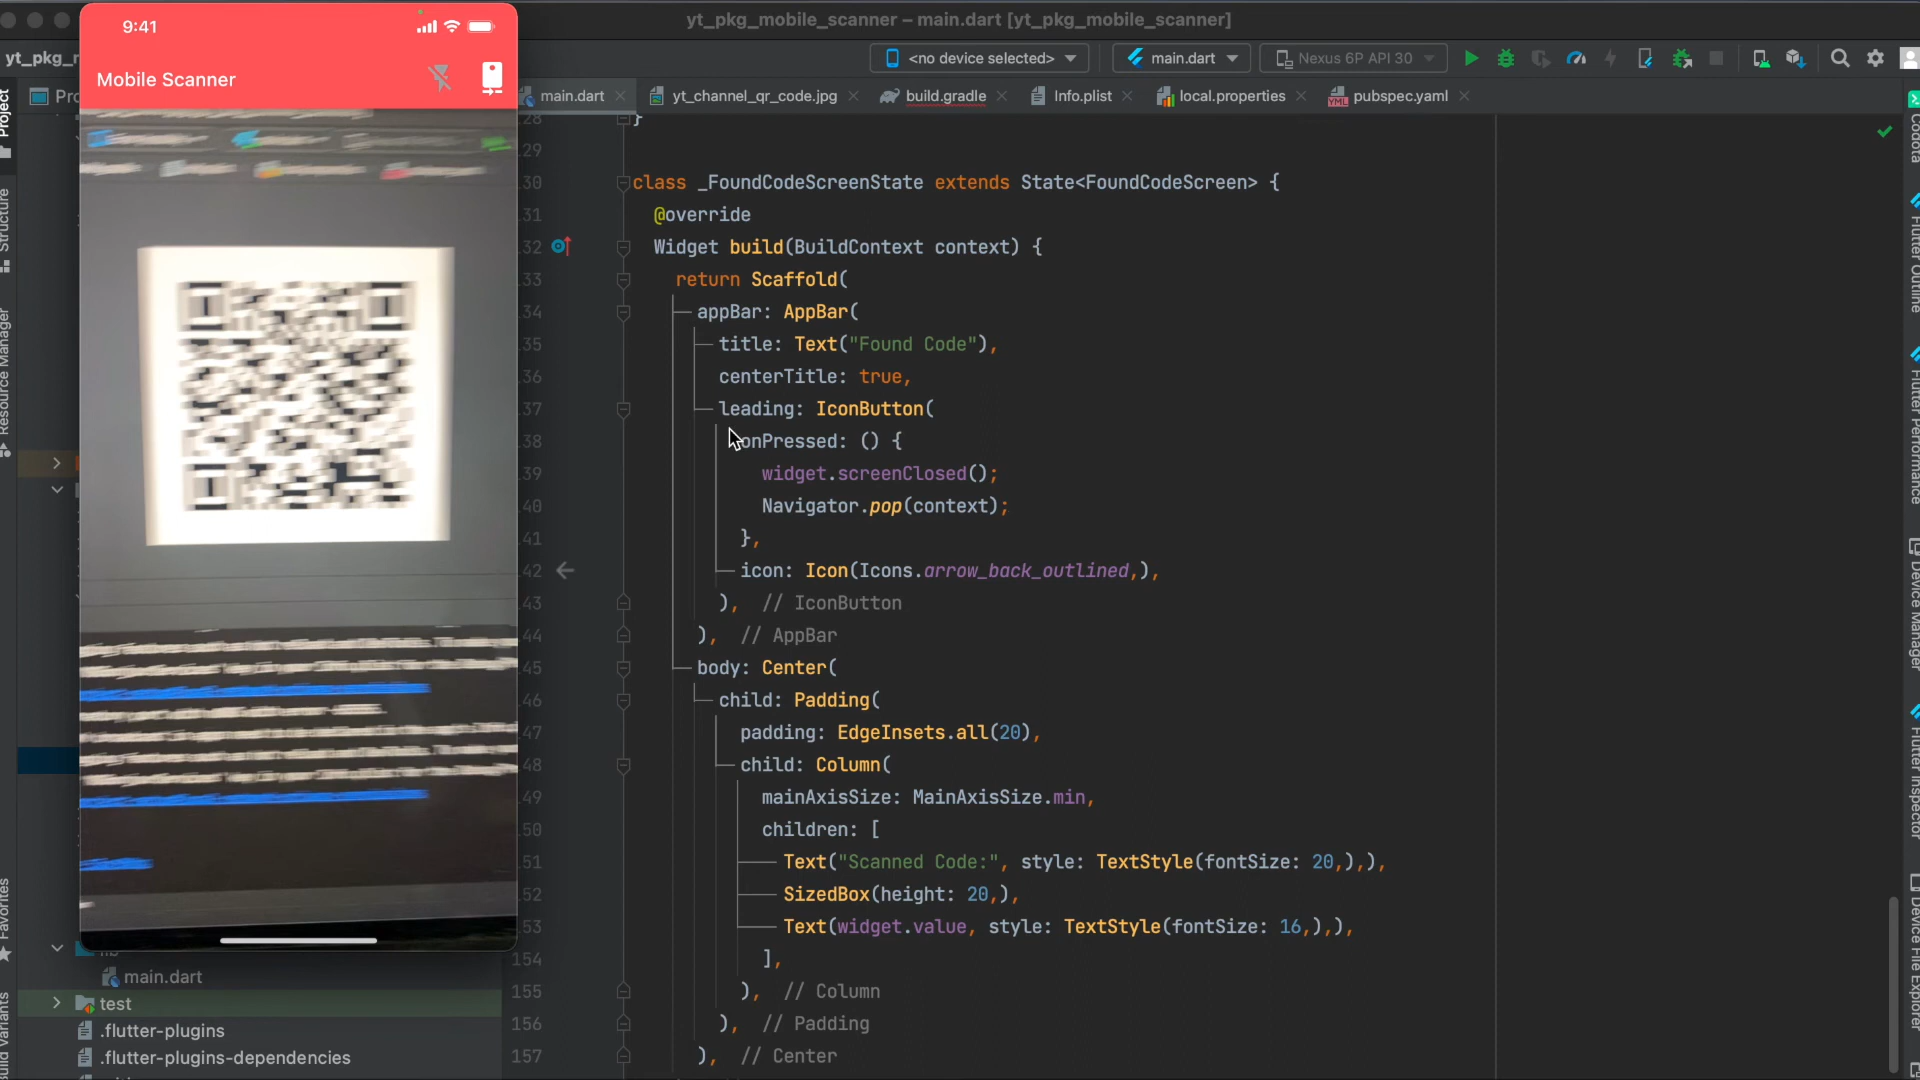 yt_pkg_mobile_scanner – main.dart [yt_pkg_mobile_scanner]
9:41
yt_pkg_
<no device selected>
main.dart
Nexus 6P API 30
Mobile Scanner
Project
main.dart
yt_channel_qr_code.jpg
build.gradle
Info.plist
local.properties
pubspec.yaml
28 }
29
30 class _FoundCodeScreenState extends State<FoundCodeScreen> {
31 @override
32 Widget build(BuildContext context) {
33 return Scaffold(
34 appBar: AppBar(
35 title: Text("Found Code"),
36 centerTitle: true,
37 leading: IconButton(
38 onPressed: () {
39 widget.screenClosed();
40 Navigator.pop(context);
41 },
42 icon: Icon(Icons.arrow_back_outlined,),
43 ), // IconButton
44 ), // AppBar
45 body: Center(
46 child: Padding(
47 padding: EdgeInsets.all(20),
48 child: Column(
49 mainAxisSize: MainAxisSize.min,
50 children: [
51 Text("Scanned Code:", style: TextStyle(fontSize: 20,),),
52 SizedBox(height: 20,),
53 Text(widget.value, style: TextStyle(fontSize: 16,),),
154 ],
155 ), // Column
156 ), // Padding
157 ), // Center
Structure
Resource Manager
Favorites
main.dart
test
.flutter-plugins
.flutter-plugins-dependencies
Codota
Flutter Outline
Flutter Performance
Device Manager
Flutter Inspector
Device File Explorer